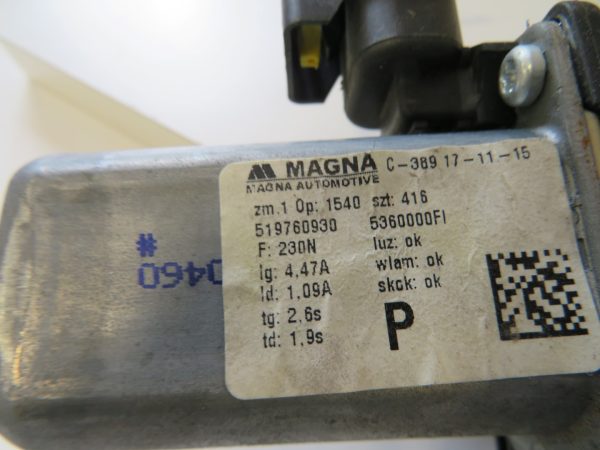 MAGNA C-389 17-11-15
MAGNA AUTOMOTIVE
zm.1 Op: 1540 szt: 416
519760930 5360000FI
F: 230N luz: ok
Ig: 4,47A wlam: ok
Id: 1,09A skok: ok
tg: 2,6s
td: 1,9s
P
#
0460